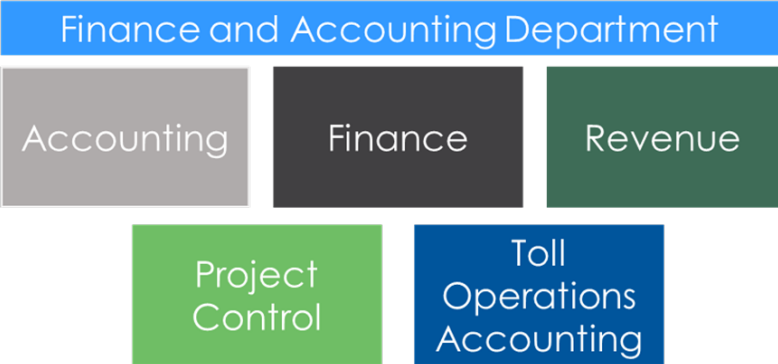 Finance and Accounting Department
Accounting
Finance
Revenue
Project
Control
Toll
Operations
Accounting